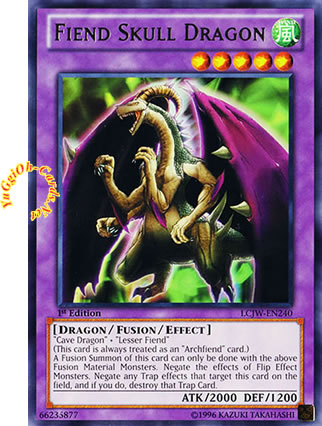 FIEND SKULL DRAGON
風
YuGgiOh-Cards.Net
1st Edition
LCJW-EN240
[DRAGON/FUSION/EFFECT]
"Cave Dragon" + "Lesser Fiend"
(This card is always treated as an "Archfiend" card.)
A Fusion Summon of this card can only be done with the above
Fusion Material Monsters. Negate the effects of Flip Effect
Monsters. Negate any Trap effects that target this card on the
field, and if you do, destroy that Trap Card.
ATK/2000 DEF/1200
66235877
©1996 KAZUKI TAKAHASHI